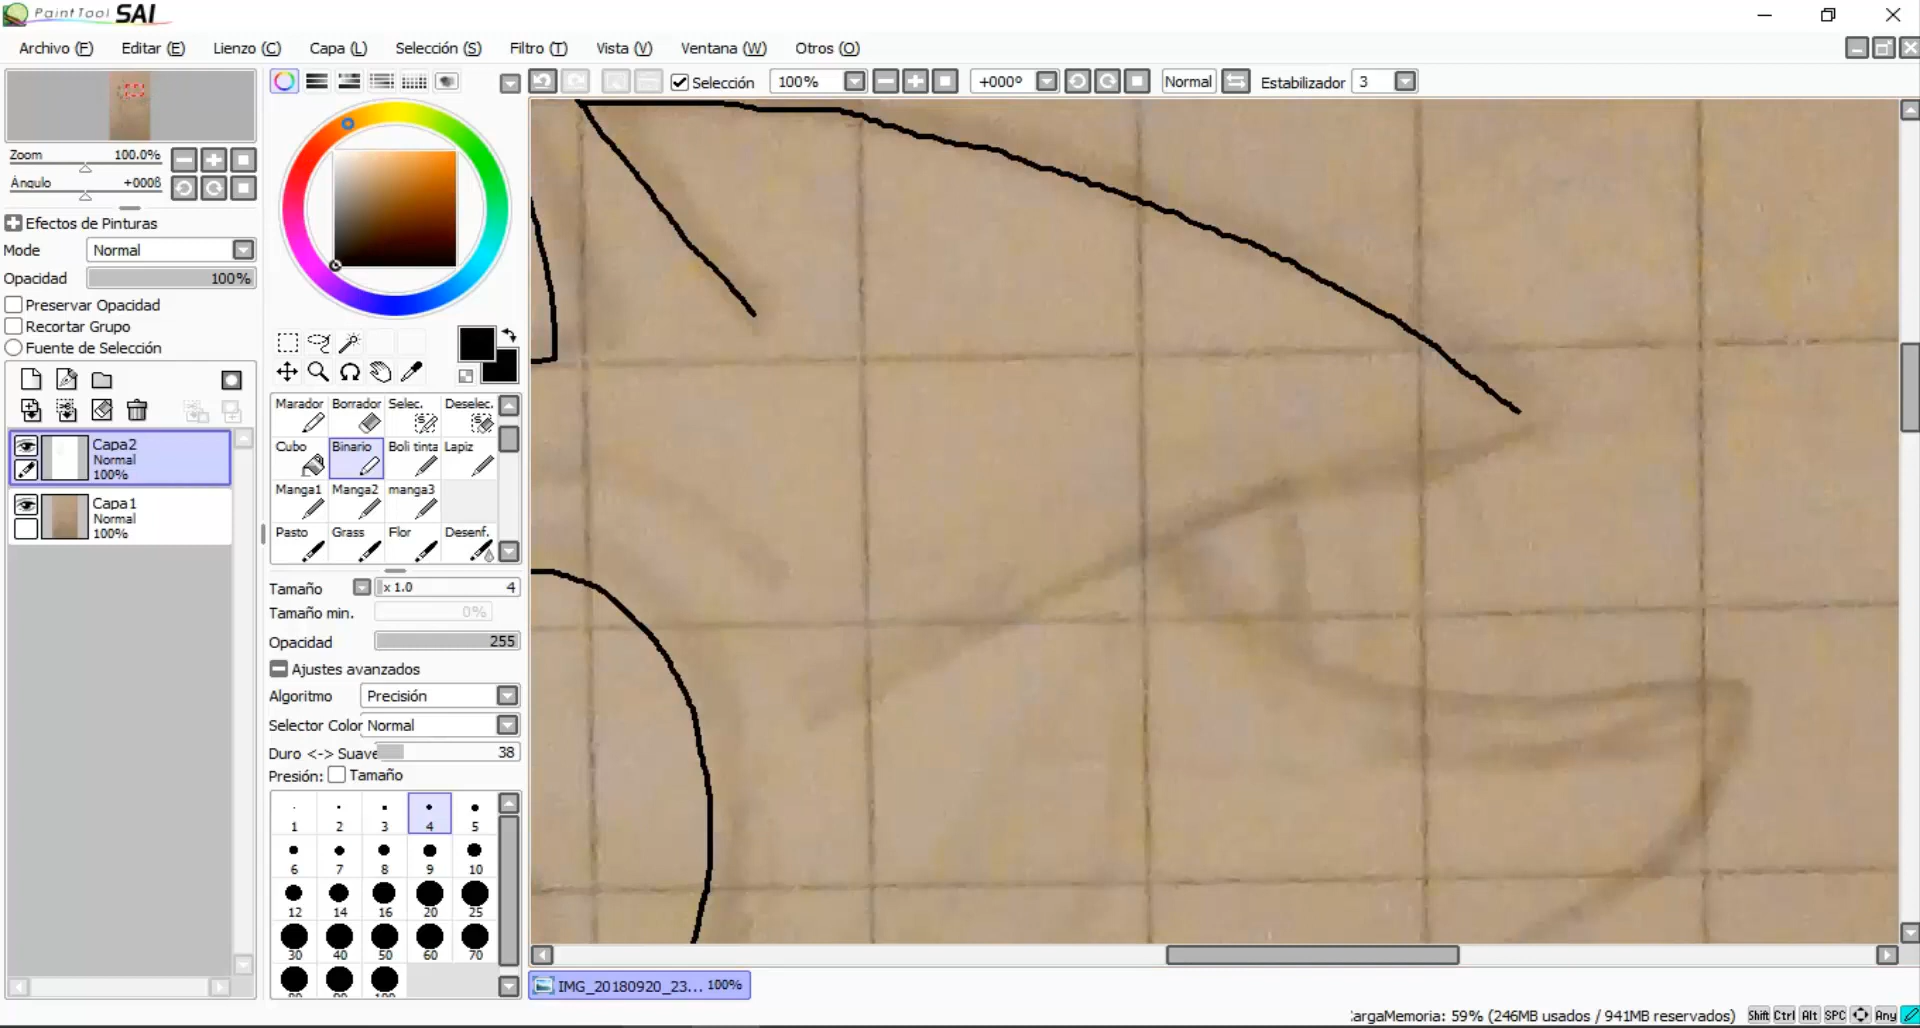 PaintTool SAI
Archivo (F) Editar (E) Lienzo (C) Capa (L) Selección (S) Filtro (T) Vista (V) Ventana (W) Otros (O)
Selección 100% +000º Normal Estabilizador 3
Zoom 100.0%
Ángulo +000ß
Efectos de Pinturas
Mode Normal
Opacidad 100%
Preservar Opacidad
Recortar Grupo
Fuente de Selección
Capa2
Normal
100%
Capa1
Normal
100%
Marador Borrador Selec. Deselec.
Cubo Binario Boli tinta Lapiz
Manga1 Manga2 manga3
Pasto Grass Flor Desenf.
Tamaño x 1.0 4
Tamaño min. 0%
Opacidad 255
Ajustes avanzados
Algoritmo Precisión
Selector Color Normal
Duro <-> Suave 38
Presión: Tamaño
1 2 3 4 5
6 7 8 9 10
12 14 16 20 25
30 40 50 60 70
80 90 100
IMG_20180920_23... 100%
argaMemoria: 59% (246MB usados / 941MB reservados) Shift Ctrl Alt SPC Any